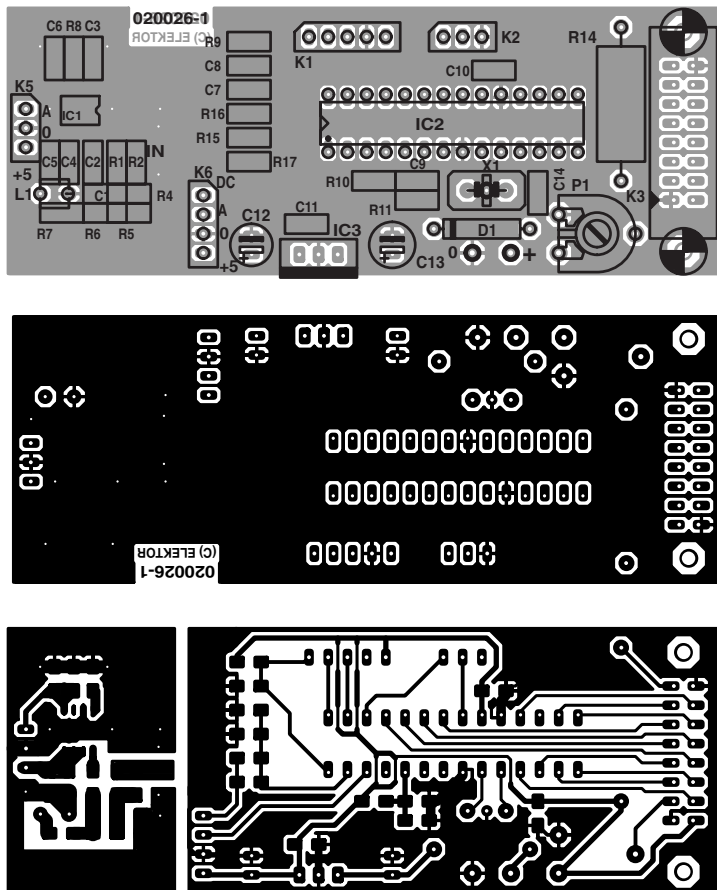 C6 R8 C3
020026-1
(C) ELEKTOR
R9
C8
C7
R16
R15
R17
K1
K2
C10
R14
K5
A
0
+5
IC1
IN
C5 C4 C2 R1 R2
L1
C1
R4
R7
R6
R5
K6
DC
A
0
+5
C12
C11
IC3
+
IC2
R10
C9
R11
X1
C14
P1
K3
D1
C13
+
0
+
(C) ELEKTOR
020026-1